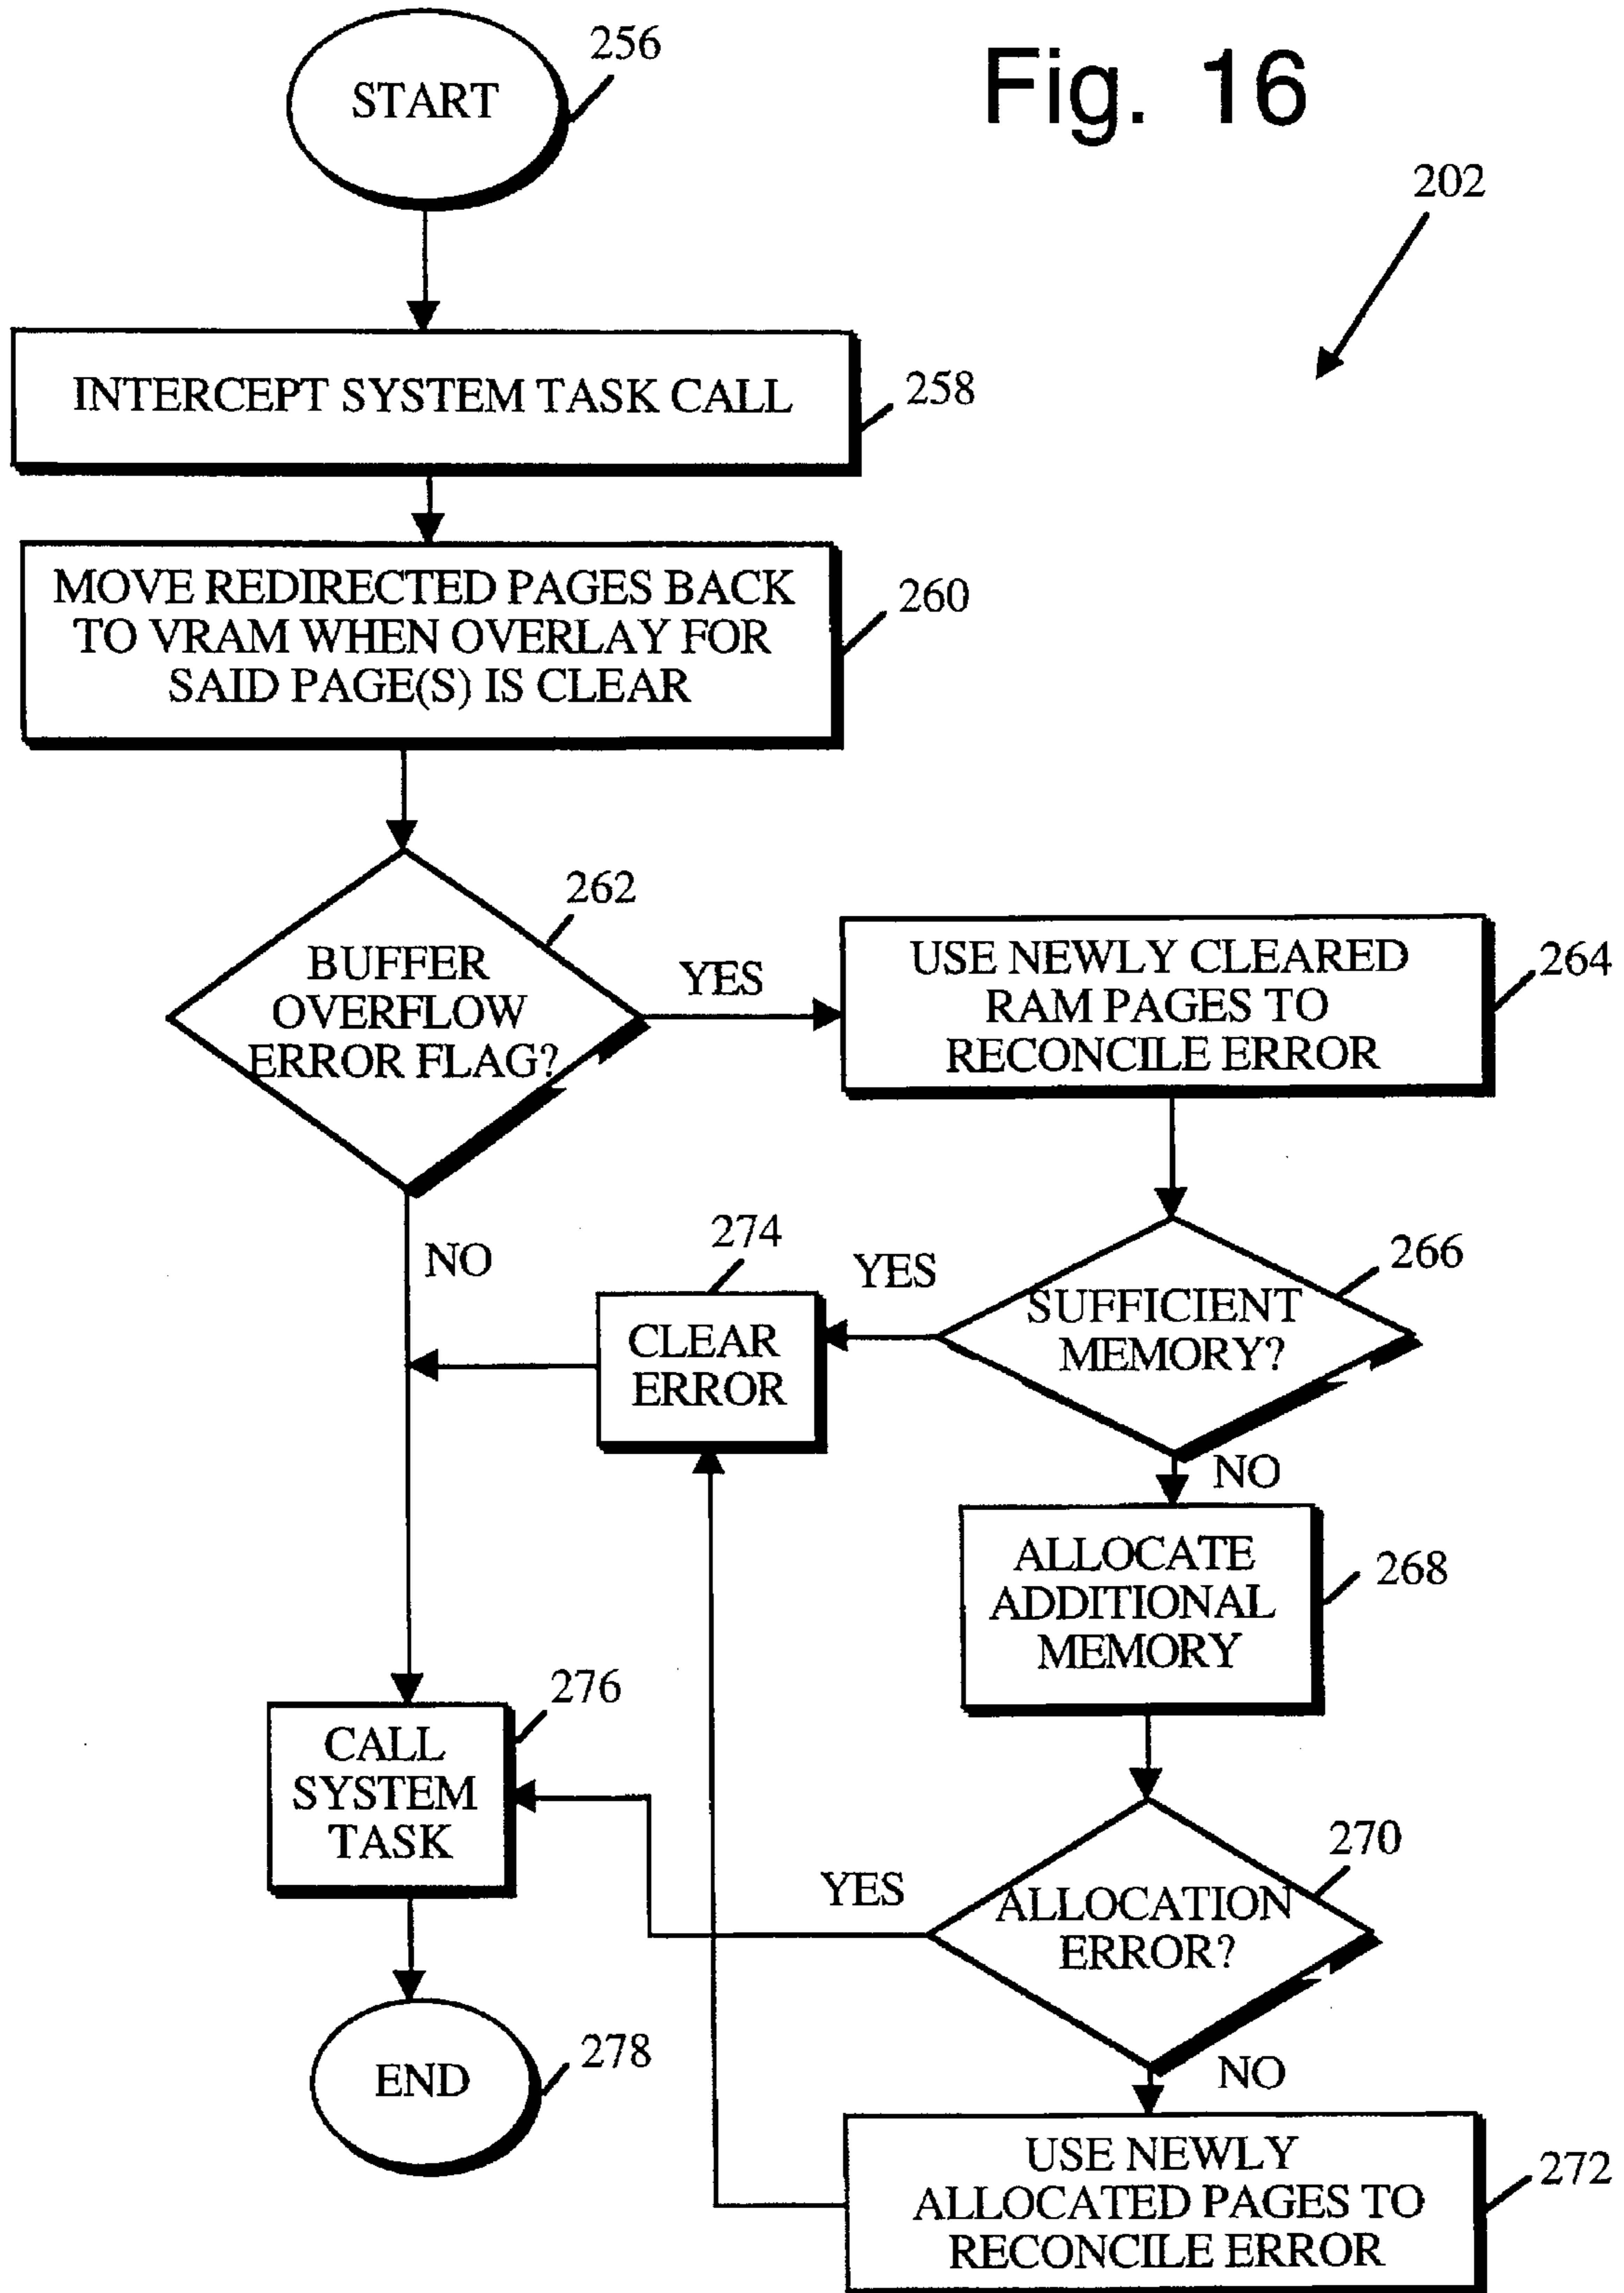 Fig. 16
202
START
256
INTERCEPT SYSTEM TASK CALL
258
MOVE REDIRECTED PAGES BACK
TO VRAM WHEN OVERLAY FOR
SAID PAGE(S) IS CLEAR
260
BUFFER
OVERFLOW
ERROR FLAG?
262
YES
NO
USE NEWLY CLEARED
RAM PAGES TO
RECONCILE ERROR
264
SUFFICIENT
MEMORY?
266
YES
NO
CLEAR
ERROR
274
ALLOCATE
ADDITIONAL
MEMORY
268
ALLOCATION
ERROR?
270
YES
NO
USE NEWLY
ALLOCATED PAGES TO
RECONCILE ERROR
272
CALL
SYSTEM
TASK
276
END
278